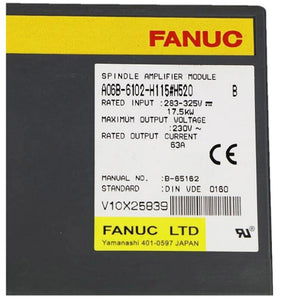 FANUC
SPINDLE AMPLIFIER MODULE
A06B-6102-H115#H520 B
RATED INPUT :283-325V⎓
17.5kW
MAXIMUM OUTPUT VOLTAGE
:230V~
RATED OUTPUT CURRENT
63A
MANUAL NO. :B-65162
STANDARD :DIN VDE 0160
V10X25839
FANUC LTD
Yamanashi 401-0597 JAPAN